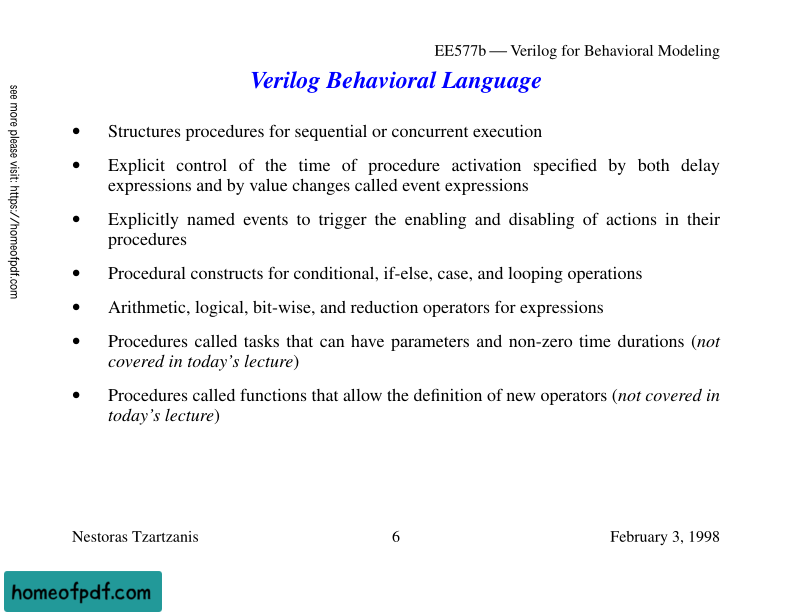 EE577b — Verilog for Behavioral Modeling
Verilog Behavioral Language
see more please visit: https://homeofpdf.com
• Structures procedures for sequential or concurrent execution
• Explicit control of the time of procedure activation specified by both delay
expressions and by value changes called event expressions
• Explicitly named events to trigger the enabling and disabling of actions in their
procedures
• Procedural constructs for conditional, if-else, case, and looping operations
• Arithmetic, logical, bit-wise, and reduction operators for expressions
• Procedures called tasks that can have parameters and non-zero time durations (not
covered in today’s lecture)
• Procedures called functions that allow the definition of new operators (not covered in
today’s lecture)
Nestoras Tzartzanis 6 February 3, 1998
homeofpdf.com